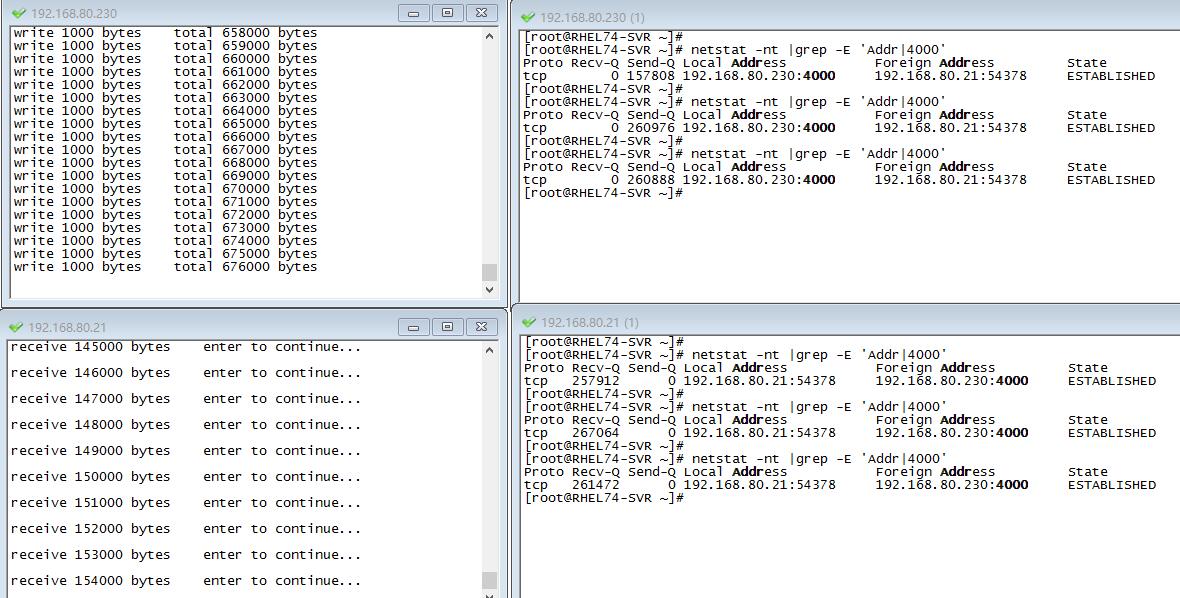 192.168.80.230
write 1000 bytes    total 658000 bytes
write 1000 bytes    total 659000 bytes
write 1000 bytes    total 660000 bytes
write 1000 bytes    total 661000 bytes
write 1000 bytes    total 662000 bytes
write 1000 bytes    total 663000 bytes
write 1000 bytes    total 664000 bytes
write 1000 bytes    total 665000 bytes
write 1000 bytes    total 666000 bytes
write 1000 bytes    total 667000 bytes
write 1000 bytes    total 668000 bytes
write 1000 bytes    total 669000 bytes
write 1000 bytes    total 670000 bytes
write 1000 bytes    total 671000 bytes
write 1000 bytes    total 672000 bytes
write 1000 bytes    total 673000 bytes
write 1000 bytes    total 674000 bytes
write 1000 bytes    total 675000 bytes
write 1000 bytes    total 676000 bytes
192.168.80.230 (1)
[root@RHEL74-SVR ~]#
[root@RHEL74-SVR ~]# netstat -nt |grep -E 'Addr|4000'
Proto Recv-Q Send-Q Local Address           Foreign Address         State
tcp        0 157808 192.168.80.230:4000     192.168.80.21:54378     ESTABLISHED
[root@RHEL74-SVR ~]#
[root@RHEL74-SVR ~]# netstat -nt |grep -E 'Addr|4000'
Proto Recv-Q Send-Q Local Address           Foreign Address         State
tcp        0 260976 192.168.80.230:4000     192.168.80.21:54378     ESTABLISHED
[root@RHEL74-SVR ~]#
[root@RHEL74-SVR ~]# netstat -nt |grep -E 'Addr|4000'
Proto Recv-Q Send-Q Local Address           Foreign Address         State
tcp        0 260888 192.168.80.230:4000     192.168.80.21:54378     ESTABLISHED
[root@RHEL74-SVR ~]#
192.168.80.21
receive 145000 bytes    enter to continue...
receive 146000 bytes    enter to continue...
receive 147000 bytes    enter to continue...
receive 148000 bytes    enter to continue...
receive 149000 bytes    enter to continue...
receive 150000 bytes    enter to continue...
receive 151000 bytes    enter to continue...
receive 152000 bytes    enter to continue...
receive 153000 bytes    enter to continue...
receive 154000 bytes    enter to continue...
192.168.80.21 (1)
[root@RHEL74-SVR ~]#
[root@RHEL74-SVR ~]# netstat -nt |grep -E 'Addr|4000'
Proto Recv-Q Send-Q Local Address           Foreign Address         State
tcp   257912      0 192.168.80.21:54378     192.168.80.230:4000     ESTABLISHED
[root@RHEL74-SVR ~]#
[root@RHEL74-SVR ~]# netstat -nt |grep -E 'Addr|4000'
Proto Recv-Q Send-Q Local Address           Foreign Address         State
tcp   267064      0 192.168.80.21:54378     192.168.80.230:4000     ESTABLISHED
[root@RHEL74-SVR ~]#
[root@RHEL74-SVR ~]# netstat -nt |grep -E 'Addr|4000'
Proto Recv-Q Send-Q Local Address           Foreign Address         State
tcp   261472      0 192.168.80.21:54378     192.168.80.230:4000     ESTABLISHED
[root@RHEL74-SVR ~]#